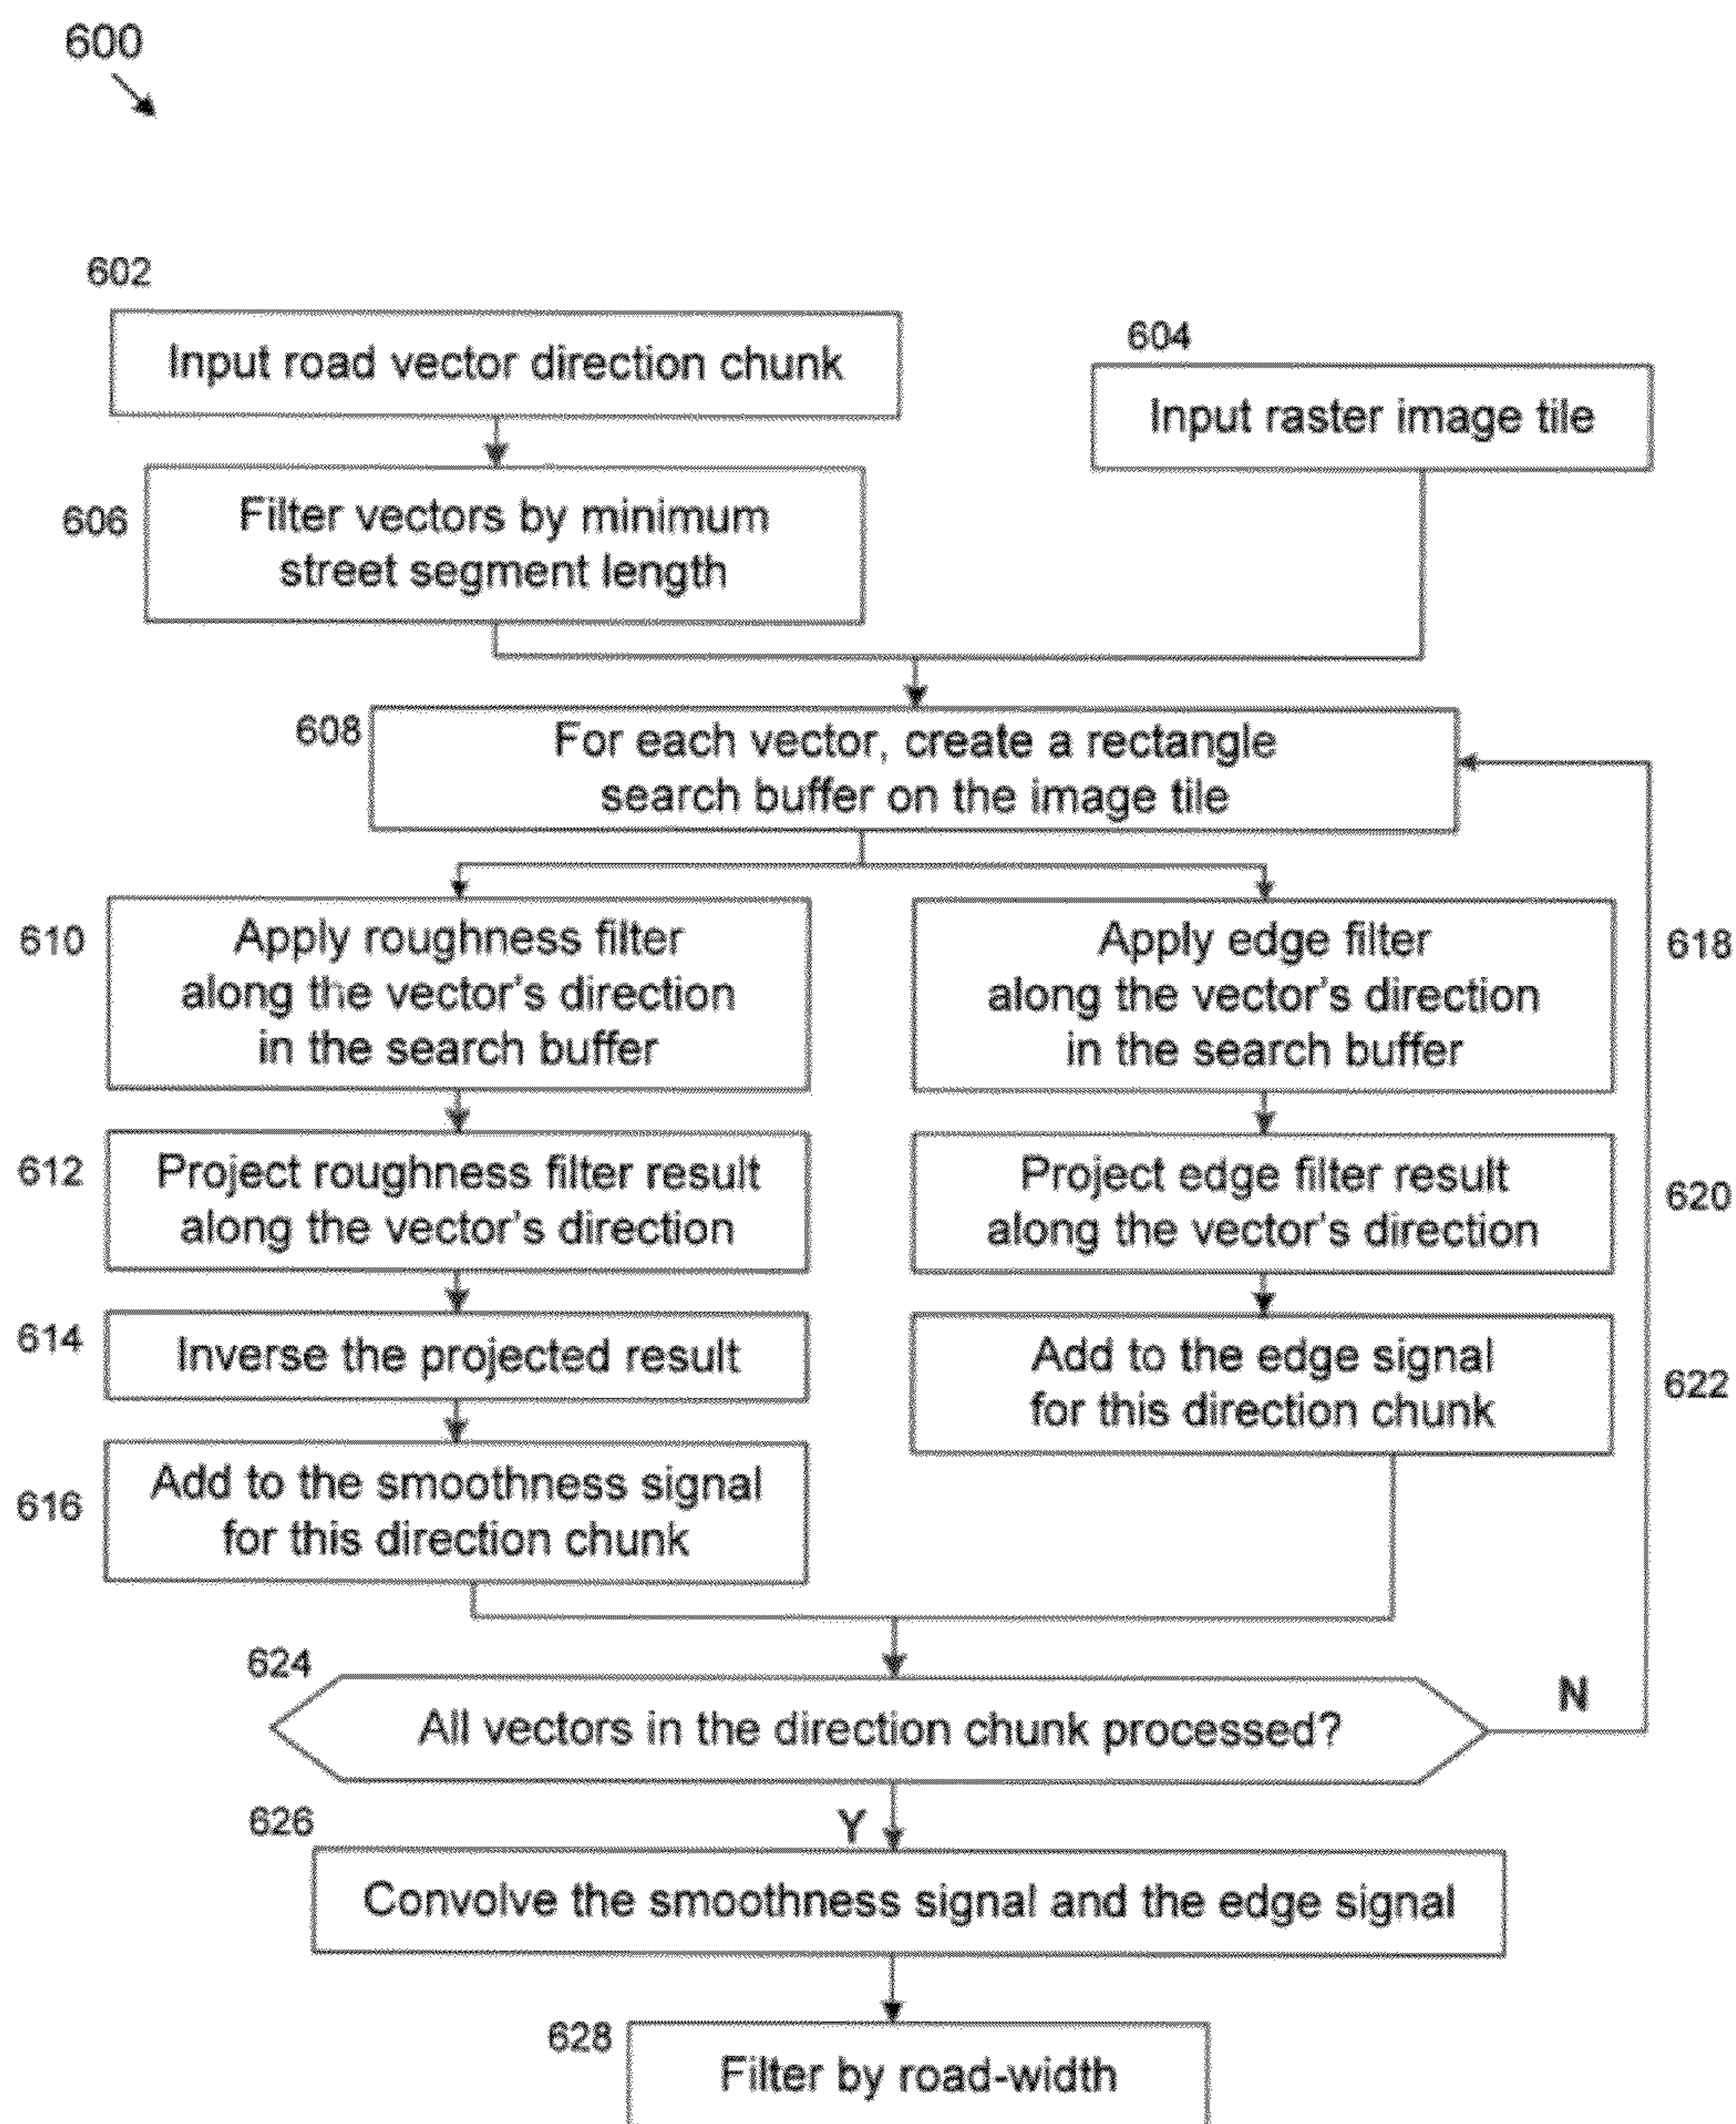 600
602
Input road vector direction chunk
604
Input raster image tile
606
Filter vectors by minimum
street segment length
608
For each vector, create a rectangle
search buffer on the image tile
610
Apply roughness filter
along the vector's direction
in the search buffer
618
Apply edge filter
along the vector's direction
in the search buffer
612
Project roughness filter result
along the vector's direction
620
Project edge filter result
along the vector's direction
614
Inverse the projected result
622
Add to the edge signal
for this direction chunk
616
Add to the smoothness signal
for this direction chunk
624
All vectors in the direction chunk processed?
N
Y
626
Convolve the smoothness signal and the edge signal
628
Filter by road-width